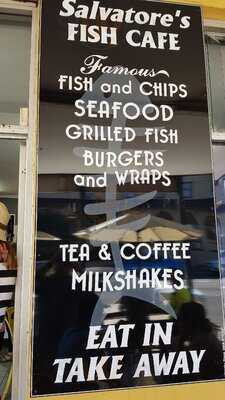 Salvatore's
FISH CAFE
Famous
FISH and CHIPS
SEAFOOD
GRILLED FISH
BURGERS
and WRAPS
TEA & COFFEE
MILKSHAKES
EAT IN
TAKE AWAY